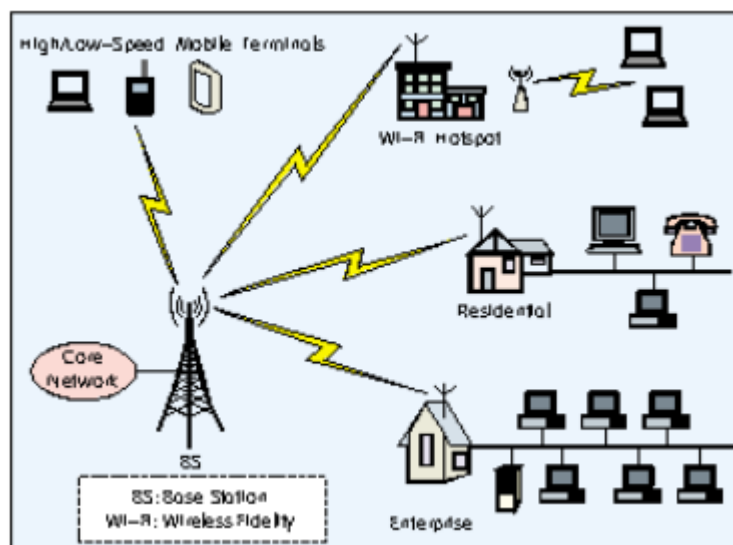 High/Low-Speed Mobile Terminals
Wi-Fi Hotspot
Residential
Core
Network
BS
BS: Base Station
Wi-Fi: Wireless Fidelity
Enterprise